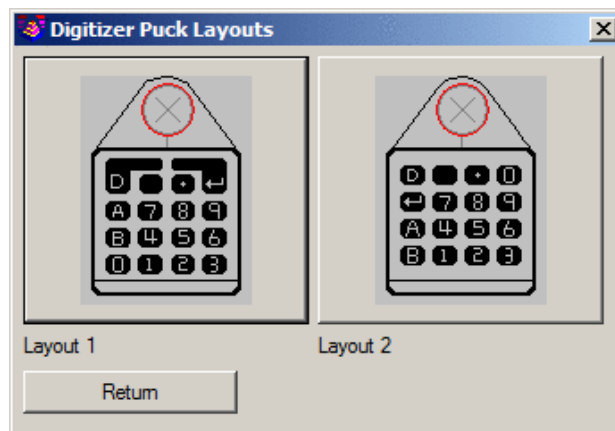 Digitizer Puck Layouts
D . ↵
A 7 8 9
B 4 5 6
0 1 2 3
D . 0
↵ 7 8 9
A 4 5 6
B 1 2 3
Layout 1
Layout 2
Return